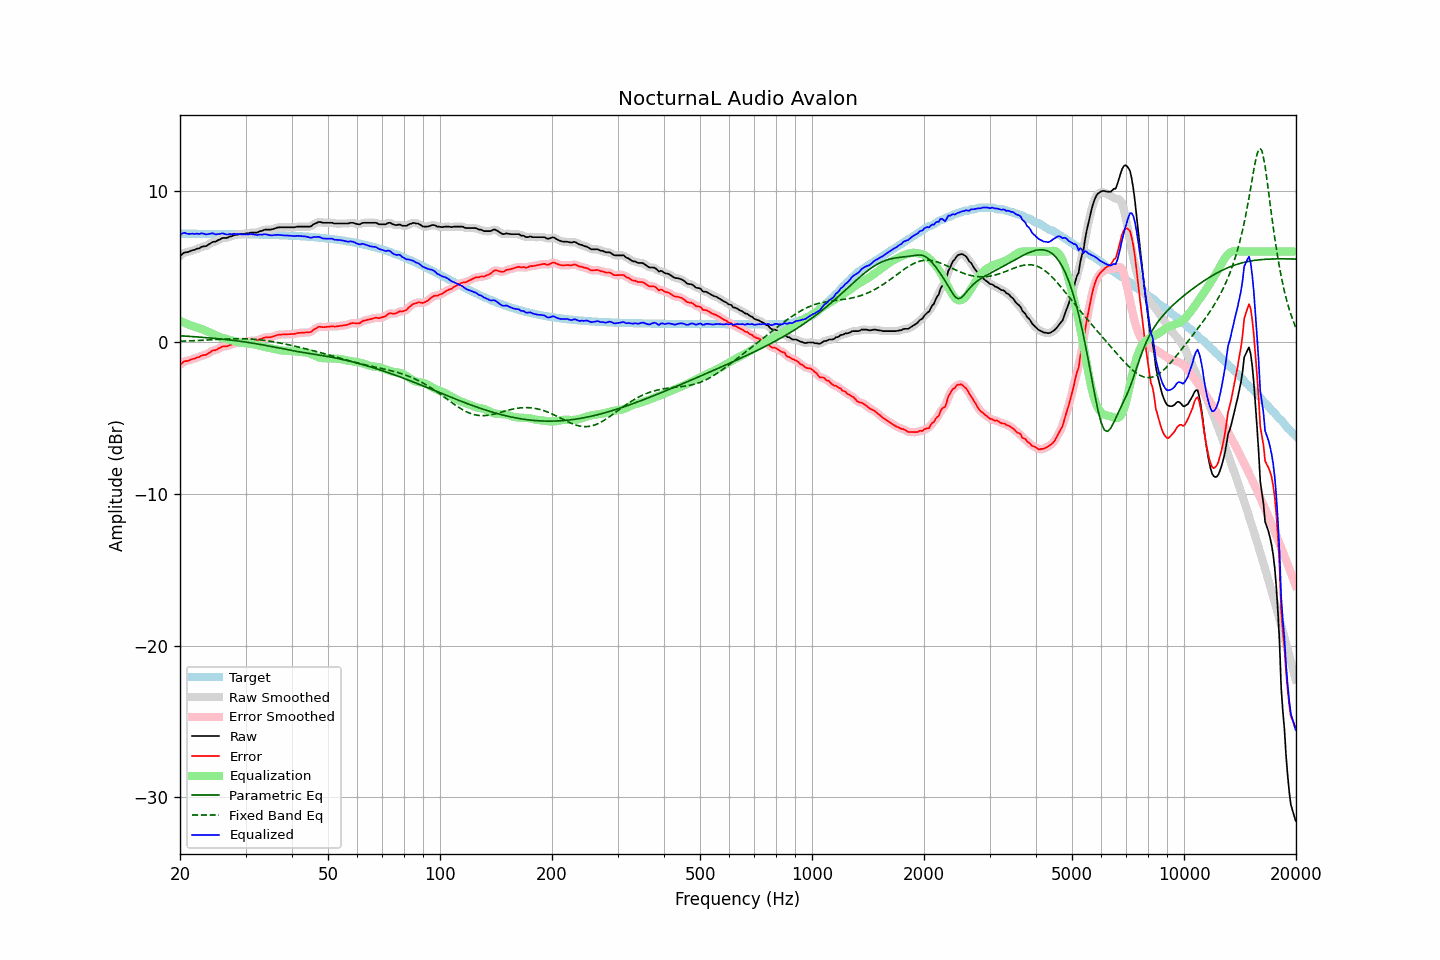 NocturnaL Audio Avalon
Amplitude (dBr)
10
0
−10
−20
−30
Target
Raw Smoothed
Error Smoothed
Raw
Error
Equalization
Parametric Eq
Fixed Band Eq
Equalized
20 50 100 200 500 1000 2000 5000 10000 20000
Frequency (Hz)